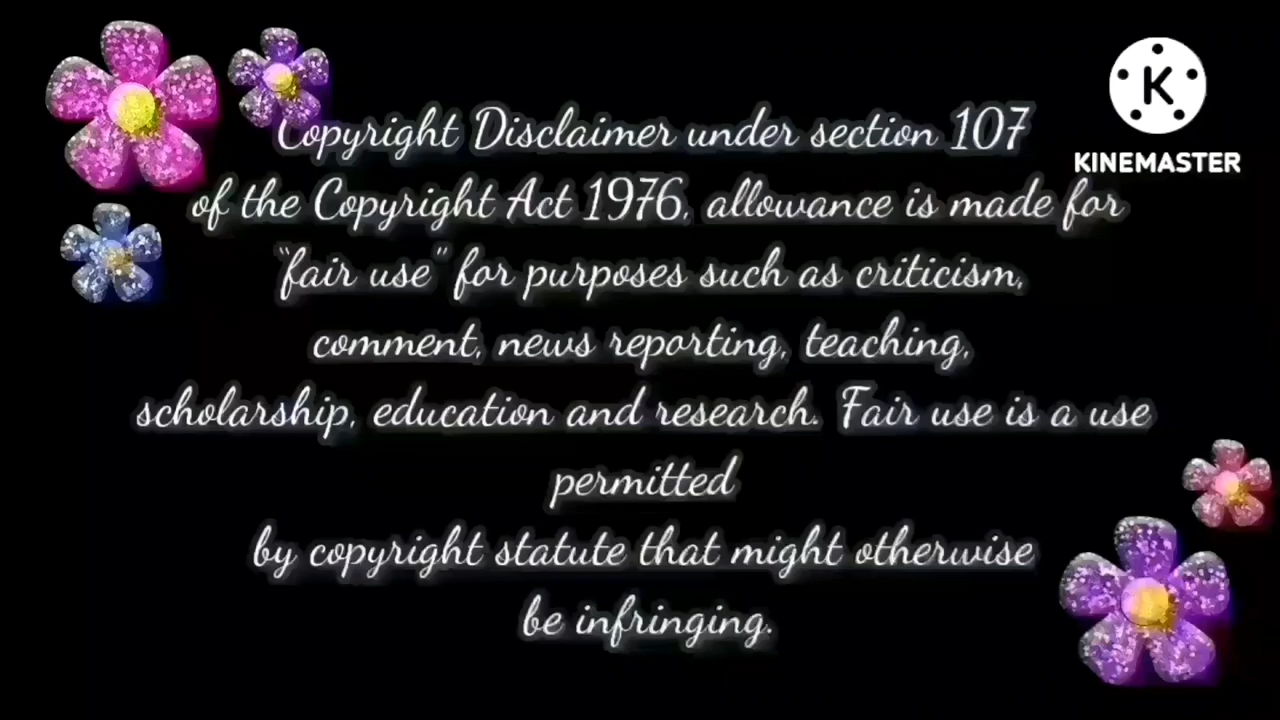 Copyright Disclaimer under section 107
of the Copyright Act 1976, allowance is made for
"fair use" for purposes such as criticism,
comment, news reporting, teaching,
scholarship, education and research. Fair use is a use
permitted
by copyright statute that might otherwise
be infringing.
K
KINEMASTER